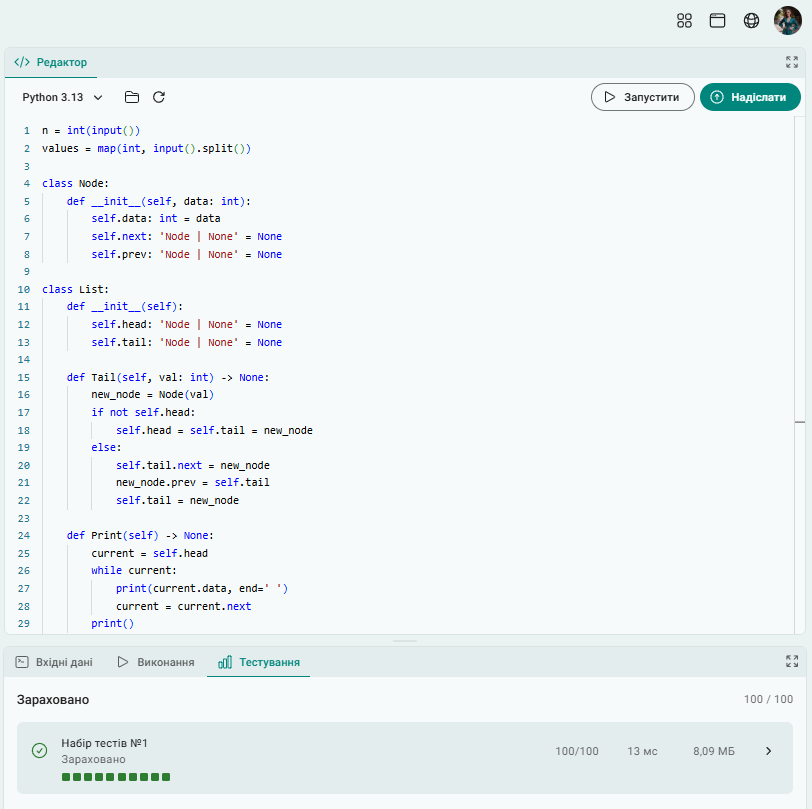 </> Редактор
Python 3.13
Запустити
Надіслати
1 n = int(input())
2 values = map(int, input().split())
3
4 class Node:
5     def __init__(self, data: int):
6         self.data: int = data
7         self.next: 'Node | None' = None
8         self.prev: 'Node | None' = None
9
10 class List:
11     def __init__(self):
12         self.head: 'Node | None' = None
13         self.tail: 'Node | None' = None
14
15     def Tail(self, val: int) -> None:
16         new_node = Node(val)
17         if not self.head:
18             self.head = self.tail = new_node
19         else:
20             self.tail.next = new_node
21             new_node.prev = self.tail
22             self.tail = new_node
23
24     def Print(self) -> None:
25         current = self.head
26         while current:
27             print(current.data, end=' ')
28             current = current.next
29         print()
Вхідні дані
Виконання
Тестування
Зараховано
100 / 100
Набір тестів №1
Зараховано
100/100
13 мс
8,09 МБ